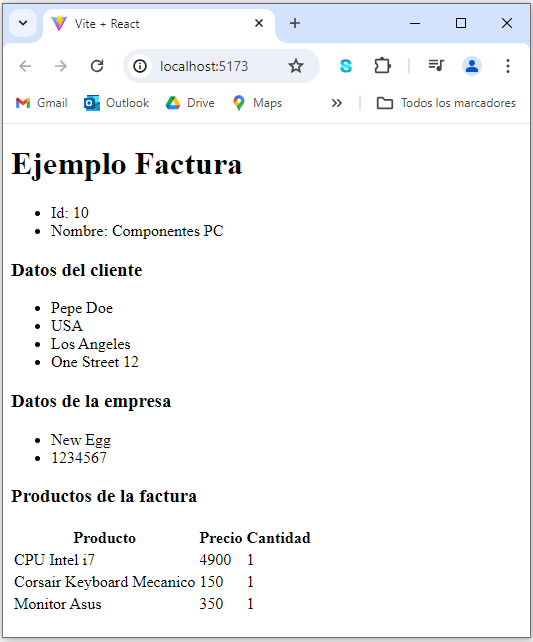 Vite + React
localhost:5173
Gmail Outlook Drive Maps Todos los marcadores
Ejemplo Factura
Id: 10
Nombre: Componentes PC
Datos del cliente
Pepe Doe
USA
Los Angeles
One Street 12
Datos de la empresa
New Egg
1234567
Productos de la factura
Producto Precio Cantidad
CPU Intel i7 4900 1
Corsair Keyboard Mecanico 150 1
Monitor Asus 350 1